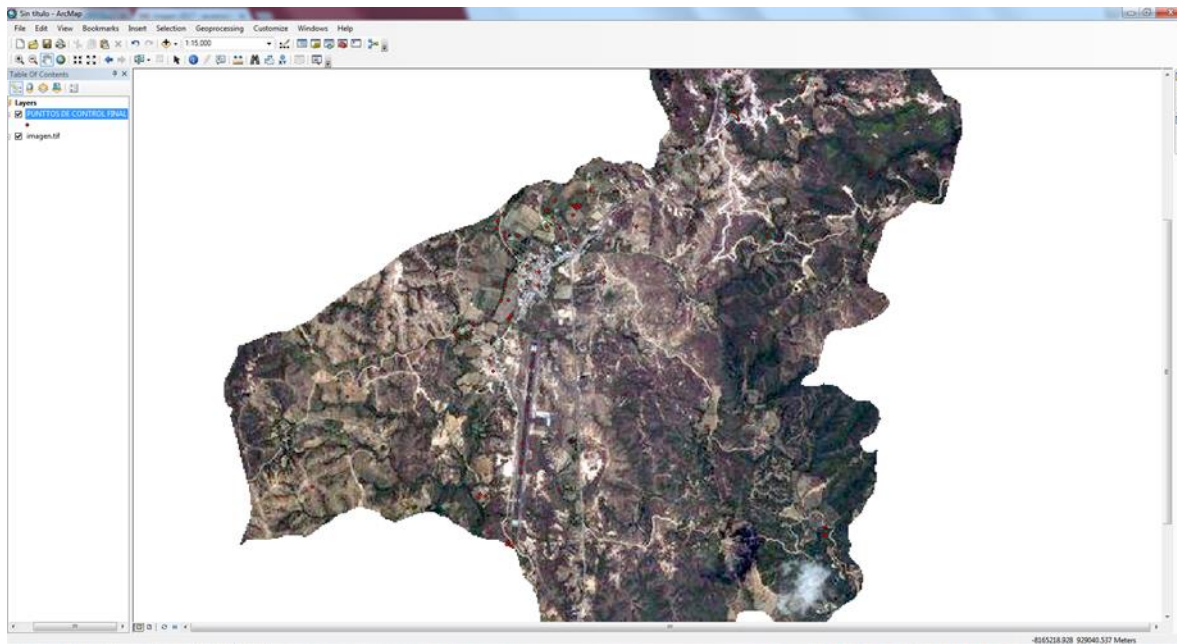 Sin título - ArcMap
File Edit View Bookmarks Insert Selection Geoprocessing Customize Windows Help
1:15.000
Table Of Contents
Layers
PUNTTOS DE CONTROL FINAL
imagen.tif
-8165218.928 929040.537 Meters